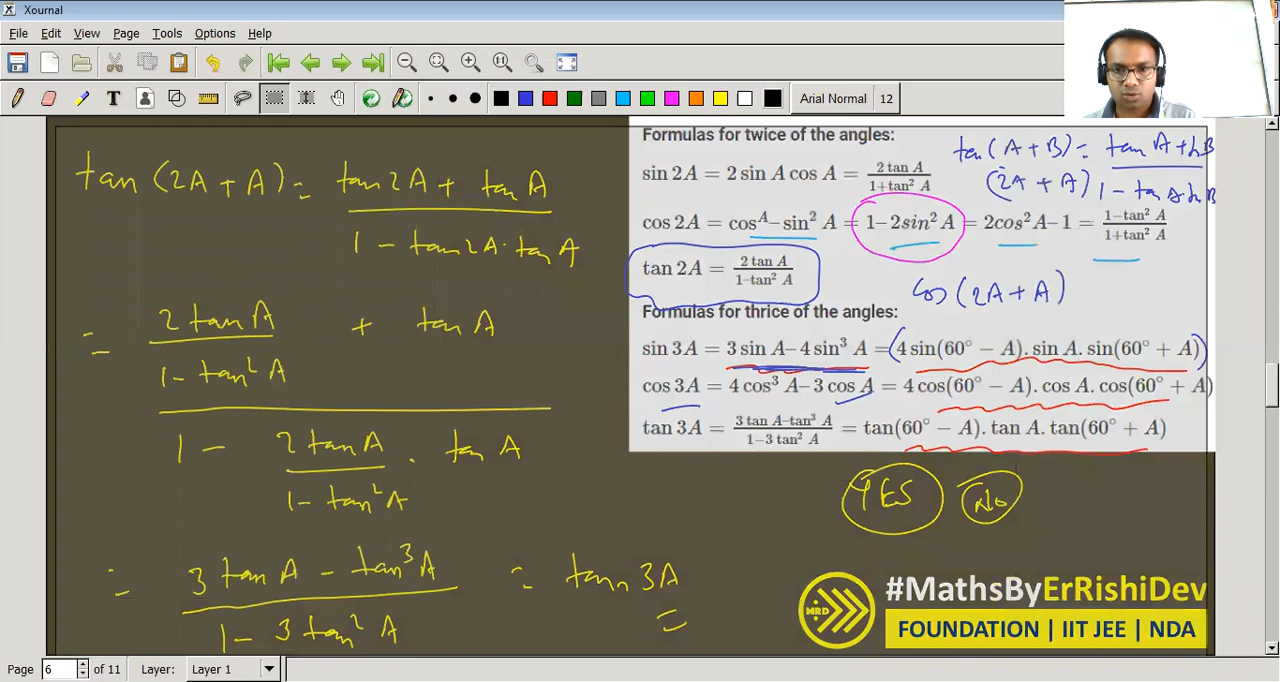 Xournal
File Edit View Page Tools Options Help
Arial Normal 12
tan (2A + A) = tan 2A + tan A
1 - tan 2A . tan A
= 2 tan A + tan A
1 - tan² A
1 - 2 tan A . tan A
1 - tan² A
= 3 tan A - tan³ A = tan 3A
1 - 3 tan² A =
Formulas for twice of the angles:
tan (A + B) = tan A + tan B
sin 2A = 2 sin A cos A = 2 tan A / 1+tan² A
(2A + A) 1 - tan A tan B
cos 2A = cosᴬ–sin² A = 1–2sin² A = 2cos² A–1 = 1–tan² A / 1+tan² A
tan 2A = 2 tan A / 1–tan² A
cos (2A + A)
Formulas for thrice of the angles:
sin 3A = 3 sin A–4 sin³ A = (4 sin(60° – A). sin A. sin(60° + A))
cos 3A = 4 cos³ A–3 cos A = 4 cos(60° – A). cos A. cos(60° + A)
tan 3A = 3 tan A–tan³ A / 1–3 tan² A = tan(60° – A). tan A. tan(60° + A)
YES No
MRD
#MathsByErRishiDev
FOUNDATION | IIT JEE | NDA
Page 6 of 11 Layer: Layer 1